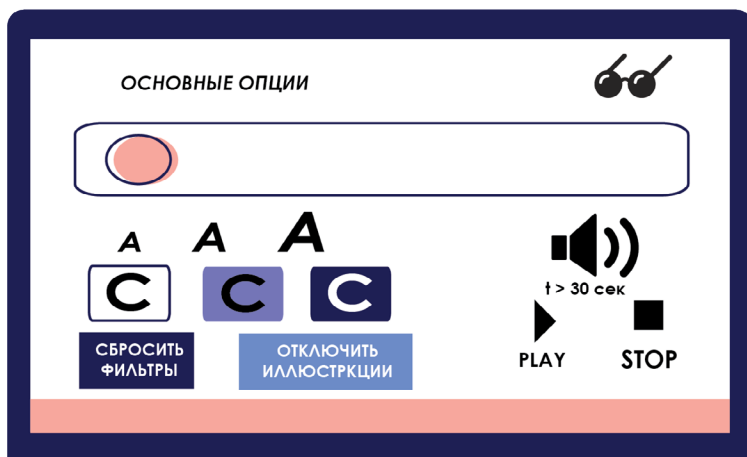 ОСНОВНЫЕ ОПЦИИ
А А А
С С С
t > 30 сек
СБРОСИТЬ
ФИЛЬТРЫ
ОТКЛЮЧИТЬ
ИЛЛЮСТРКЦИИ
PLAY
STOP